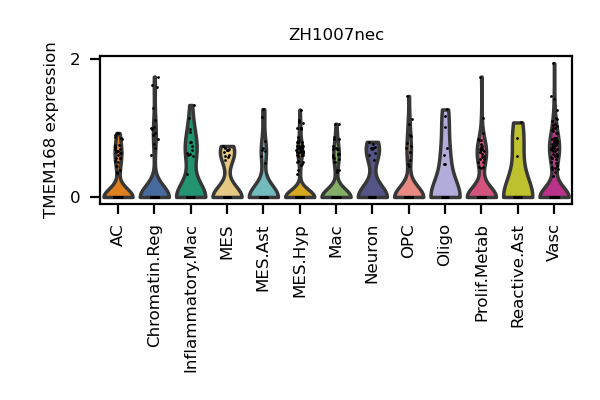 ZH1007nec
TMEM168 expression
2
0
AC
Chromatin.Reg
Inflammatory.Mac
MES
MES.Ast
MES.Hyp
Mac
Neuron
OPC
Oligo
Prolif.Metab
Reactive.Ast
Vasc